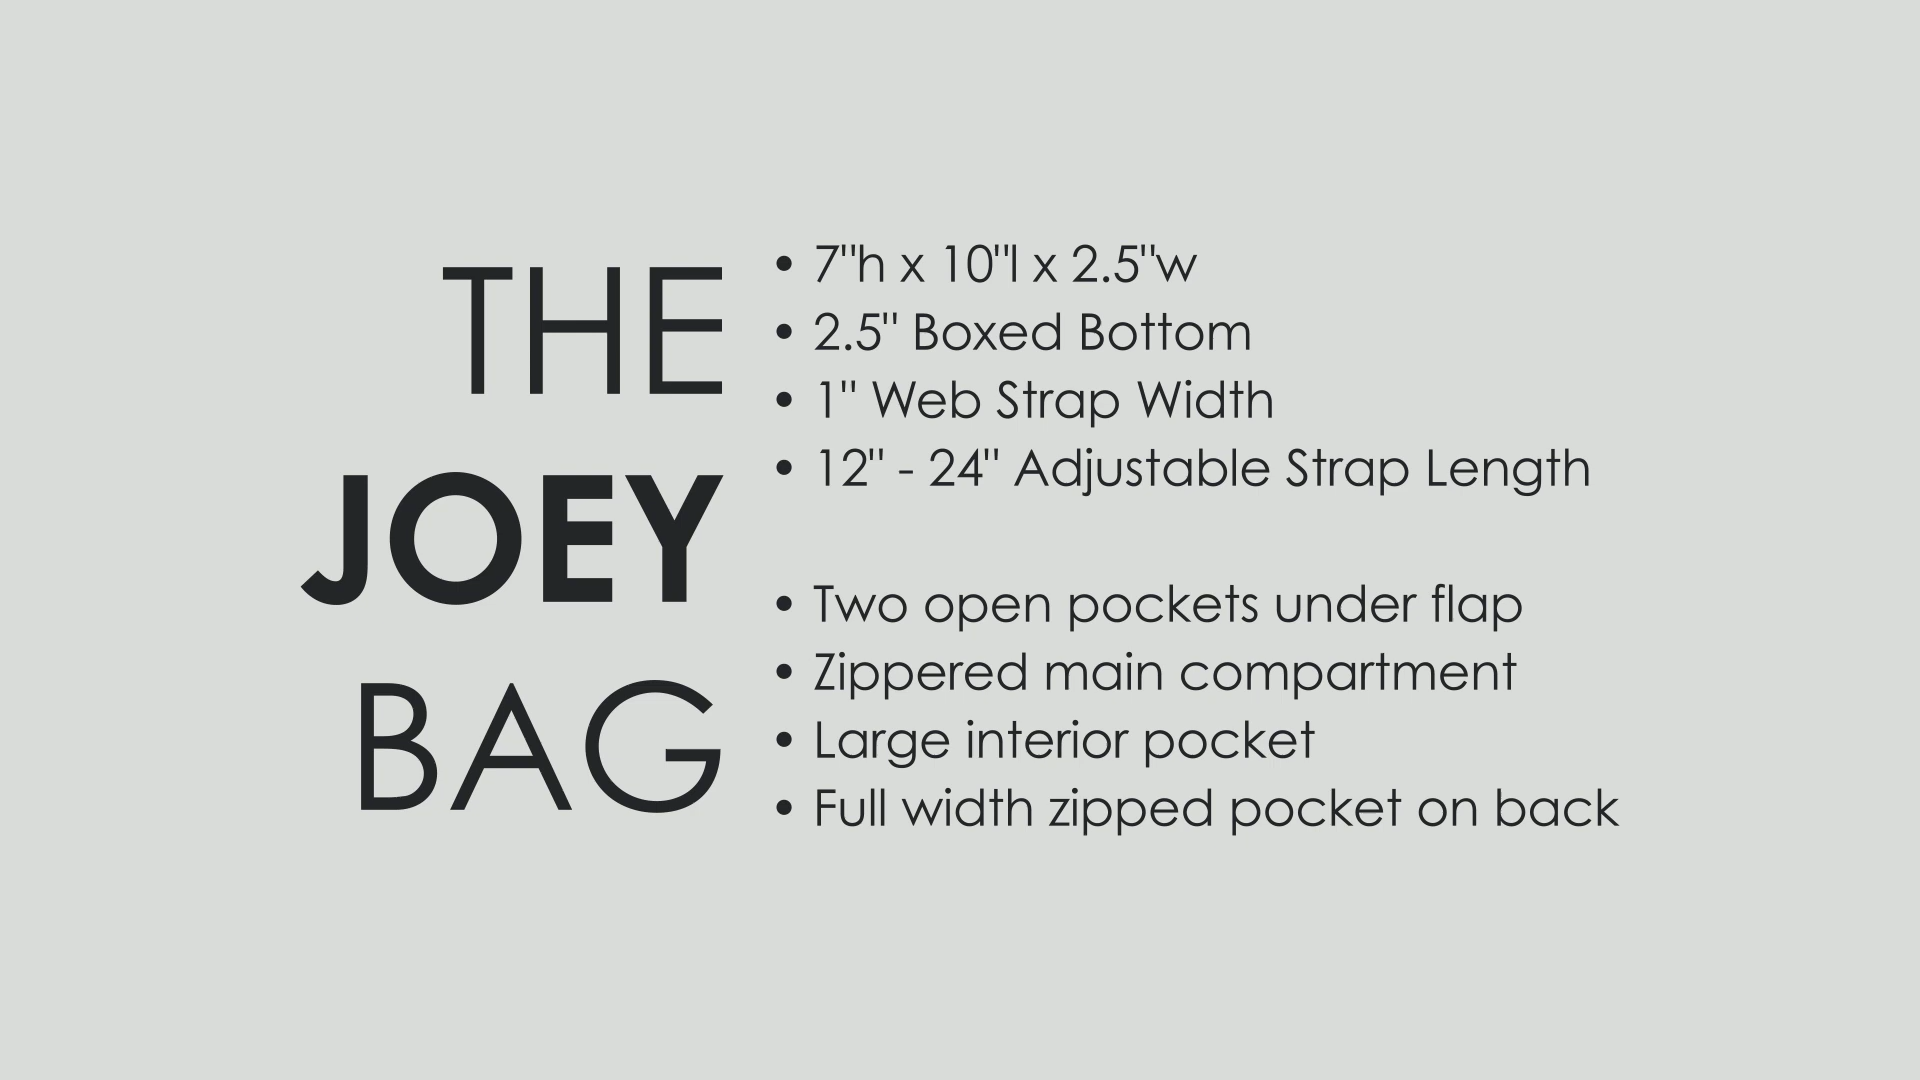 THE
JOEY
BAG
• 7"h x 10"l x 2.5"w
• 2.5" Boxed Bottom
• 1" Web Strap Width
• 12" - 24" Adjustable Strap Length
• Two open pockets under flap
• Zippered main compartment
• Large interior pocket
• Full width zipped pocket on back